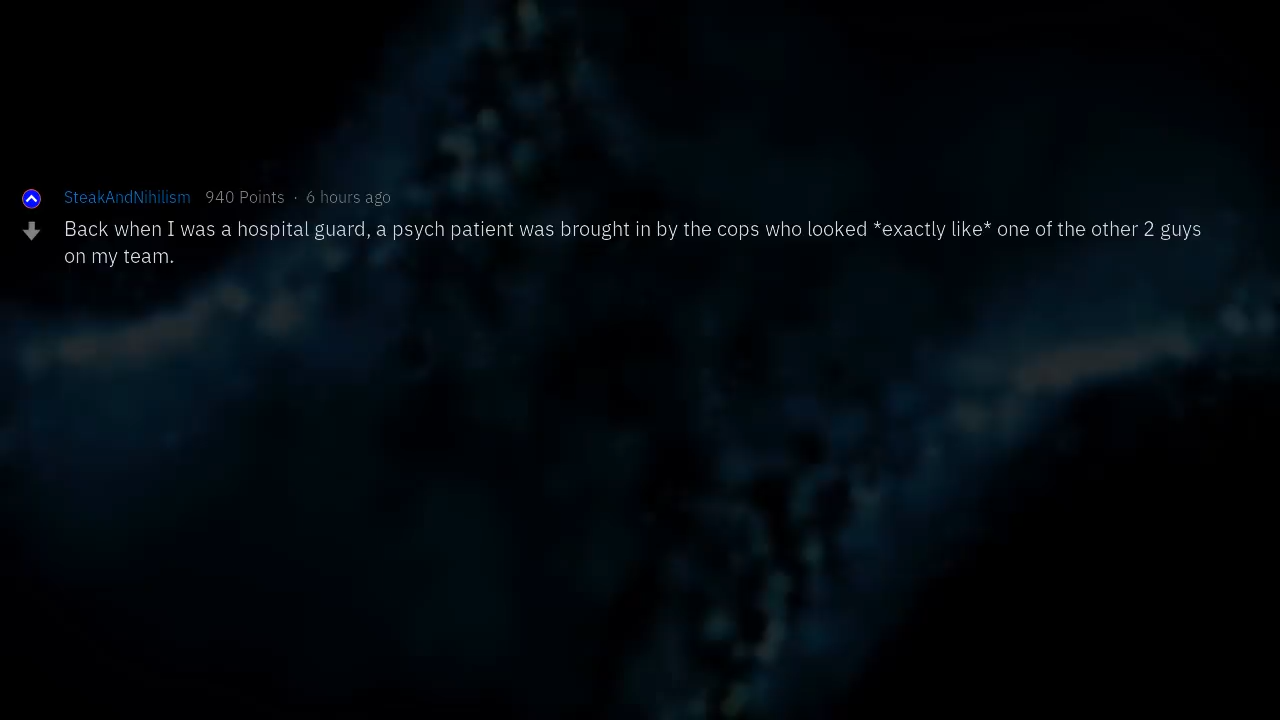 SteakAndNihilism 940 Points · 6 hours ago
Back when I was a hospital guard, a psych patient was brought in by the cops who looked *exactly like* one of the other 2 guys
on my team.